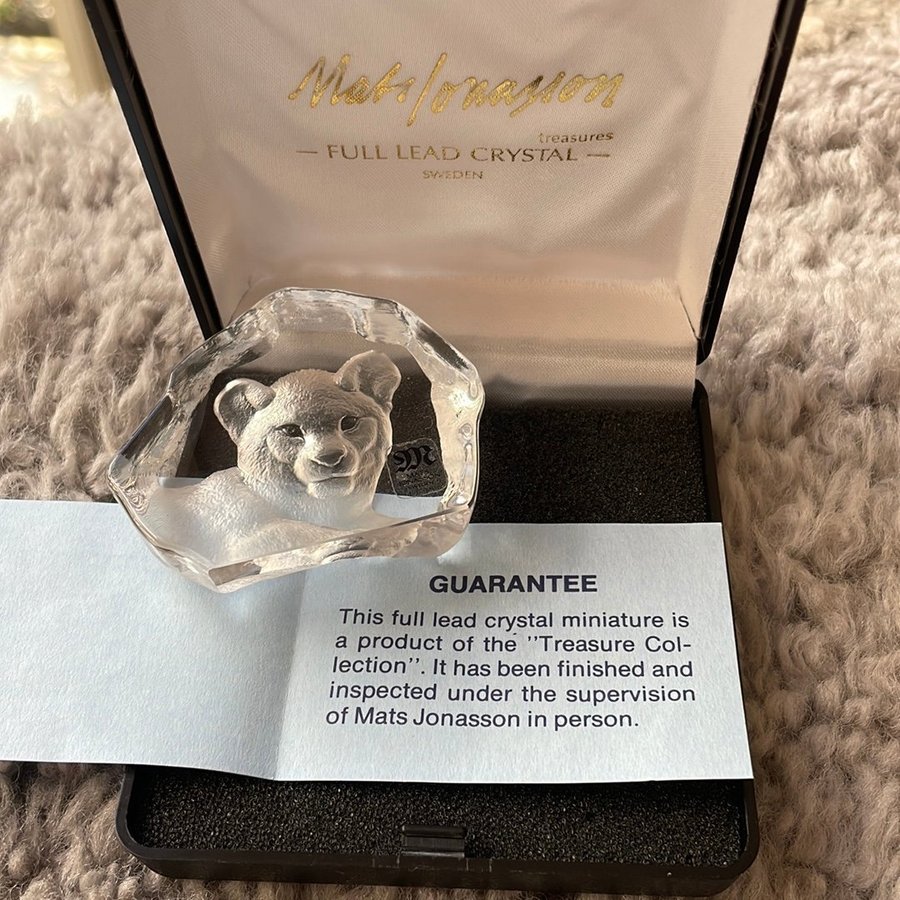 Mats Jonasson
treasures
— FULL LEAD CRYSTAL —
SWEDEN
M
GUARANTEE
This full lead crystal miniature is
a product of the ''Treasure Col-
lection''. It has been finished and
inspected under the supervision
of Mats Jonasson in person.